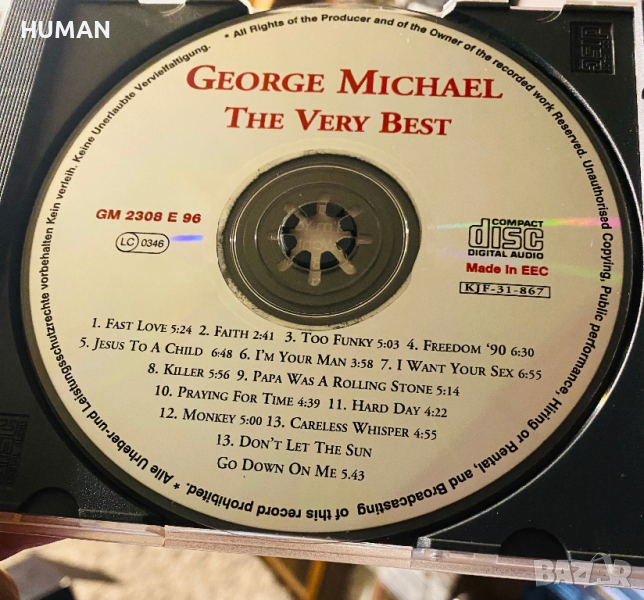 HUMAN
* All Rights of the Producer and of the Owner of the recorded work Reserved. Unauthorised Copying, Public performance, Hiring or Rental, and Broadcasting of this record prohibited. * Alle Urheber-und Leistungsschutzrechte vorbehalten Kein verleih. Keine Unerlaubte Vervielfaltigung.
GEORGE MICHAEL
THE VERY BEST
GM 2308 E 96
LC 0346
COMPACT
disc
DIGITAL AUDIO
Made In EEC
KJF-31-867
1. FAST LOVE 5:24 2. FAITH 2:41 3. TOO FUNKY 5:03 4. FREEDOM '90 6:30
5. JESUS TO A CHILD 6:48 6. I'M YOUR MAN 3:58 7. I WANT YOUR SEX 6:55
8. KILLER 5:56 9. PAPA WAS A ROLLING STONE 5:14
10. PRAYING FOR TIME 4:39 11. HARD DAY 4:22
12. MONKEY 5:00 13. CARELESS WHISPER 4:55
13. DON'T LET THE SUN
GO DOWN ON ME 5.43
BAZAR